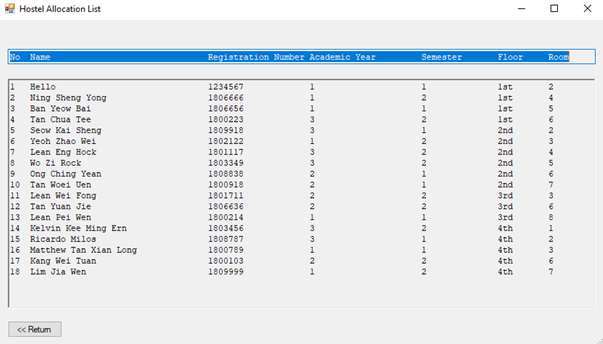 Hostel Allocation List
No Name Registration Number Academic Year Semester Floor Room
1 Hello 1234567 1 1 1st 2
2 Ning Sheng Yong 1806666 1 2 1st 4
3 Ban Yeow Bai 1806656 1 1 1st 5
4 Tan Chua Tee 1800223 3 2 1st 6
5 Seow Kai Sheng 1809918 3 1 2nd 2
6 Yeoh Zhao Wei 1802122 1 2 2nd 3
7 Lean Eng Hock 1801117 3 2 2nd 4
8 Wo Zi Rock 1803349 3 2 2nd 5
9 Ong Ching Yean 1808838 2 1 2nd 6
10 Tan Woei Uen 1800918 2 1 2nd 7
11 Lean Wei Fong 1801711 2 2 3rd 3
12 Tan Yuan Jie 1806636 2 2 3rd 6
13 Lean Pei Wen 1800214 1 1 3rd 8
14 Kelvin Kee Ming Ern 1803456 3 2 4th 1
15 Ricardo Milos 1808787 3 1 4th 2
16 Matthew Tan Xian Long 1800789 1 1 4th 3
17 Kang Wei Tuan 1800103 2 2 4th 6
18 Lim Jia Wen 1809999 1 2 4th 7
<< Return